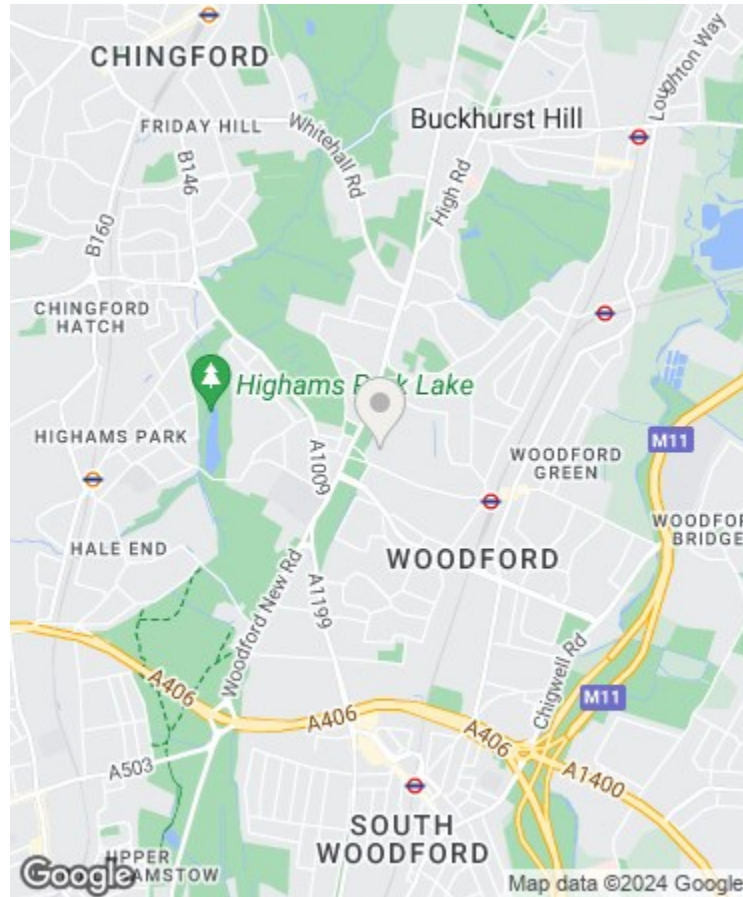 CHINGFORD
FRIDAY HILL
Whitehall Rd
Buckhurst Hill
Loughton Way
High Rd
B146
B160
CHINGFORD
HATCH
Highams Park Lake
HIGHAMS PARK
A1009
WOODFORD
GREEN
M11
HALE END
Woodford New Rd
WOODFORD
BRIDGE
A1199
Chigwell Rd
M11
A406
A406
A406
A1400
A503
SOUTH
WOODFORD
UPPER
Google
Map data ©2024 Google